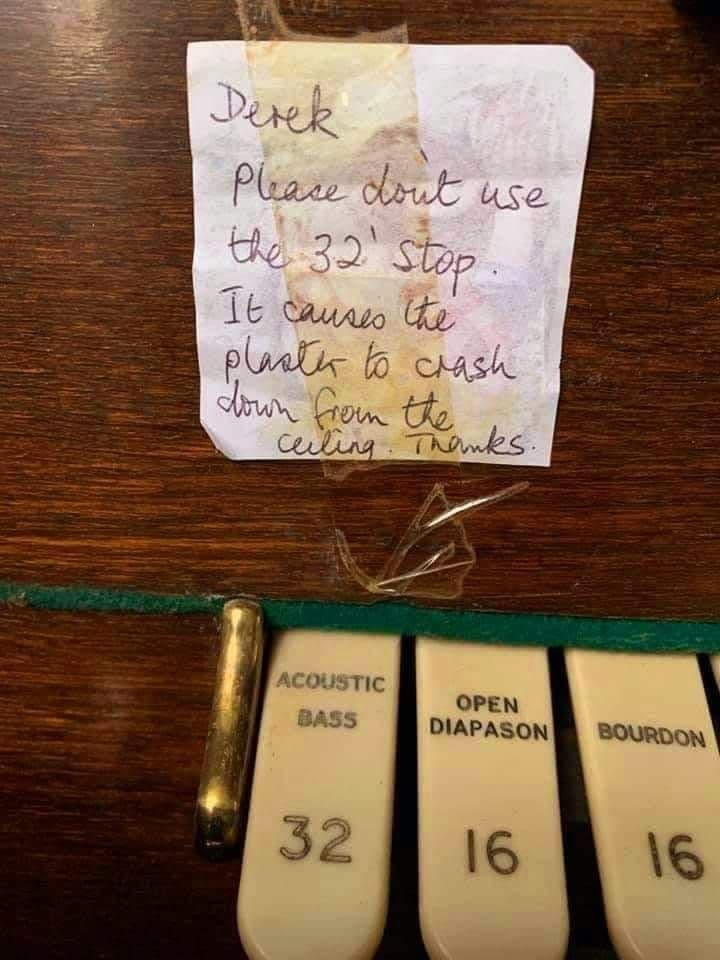 Derek
Please don't use
the 32' stop.
It causes the
plaster to crash
down from the
ceiling. Thanks.
ACOUSTIC
BASS
32
OPEN
DIAPASON
16
BOURDON
16